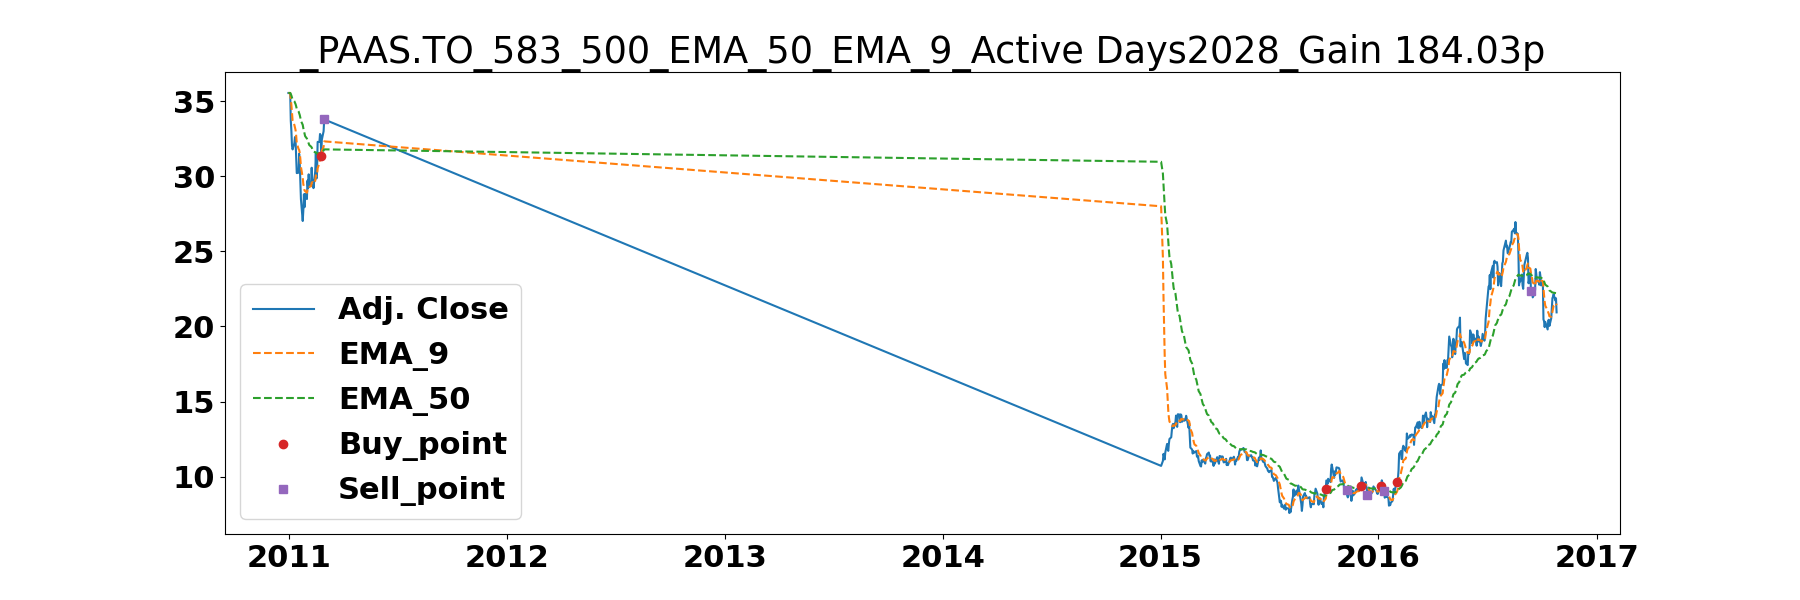 _PAAS.TO_583_500_EMA_50_EMA_9_Active Days2028_Gain 184.03p
35
30
25
20
15
10
Adj. Close
EMA_9
EMA_50
Buy_point
Sell_point
2011 2012 2013 2014 2015 2016 2017